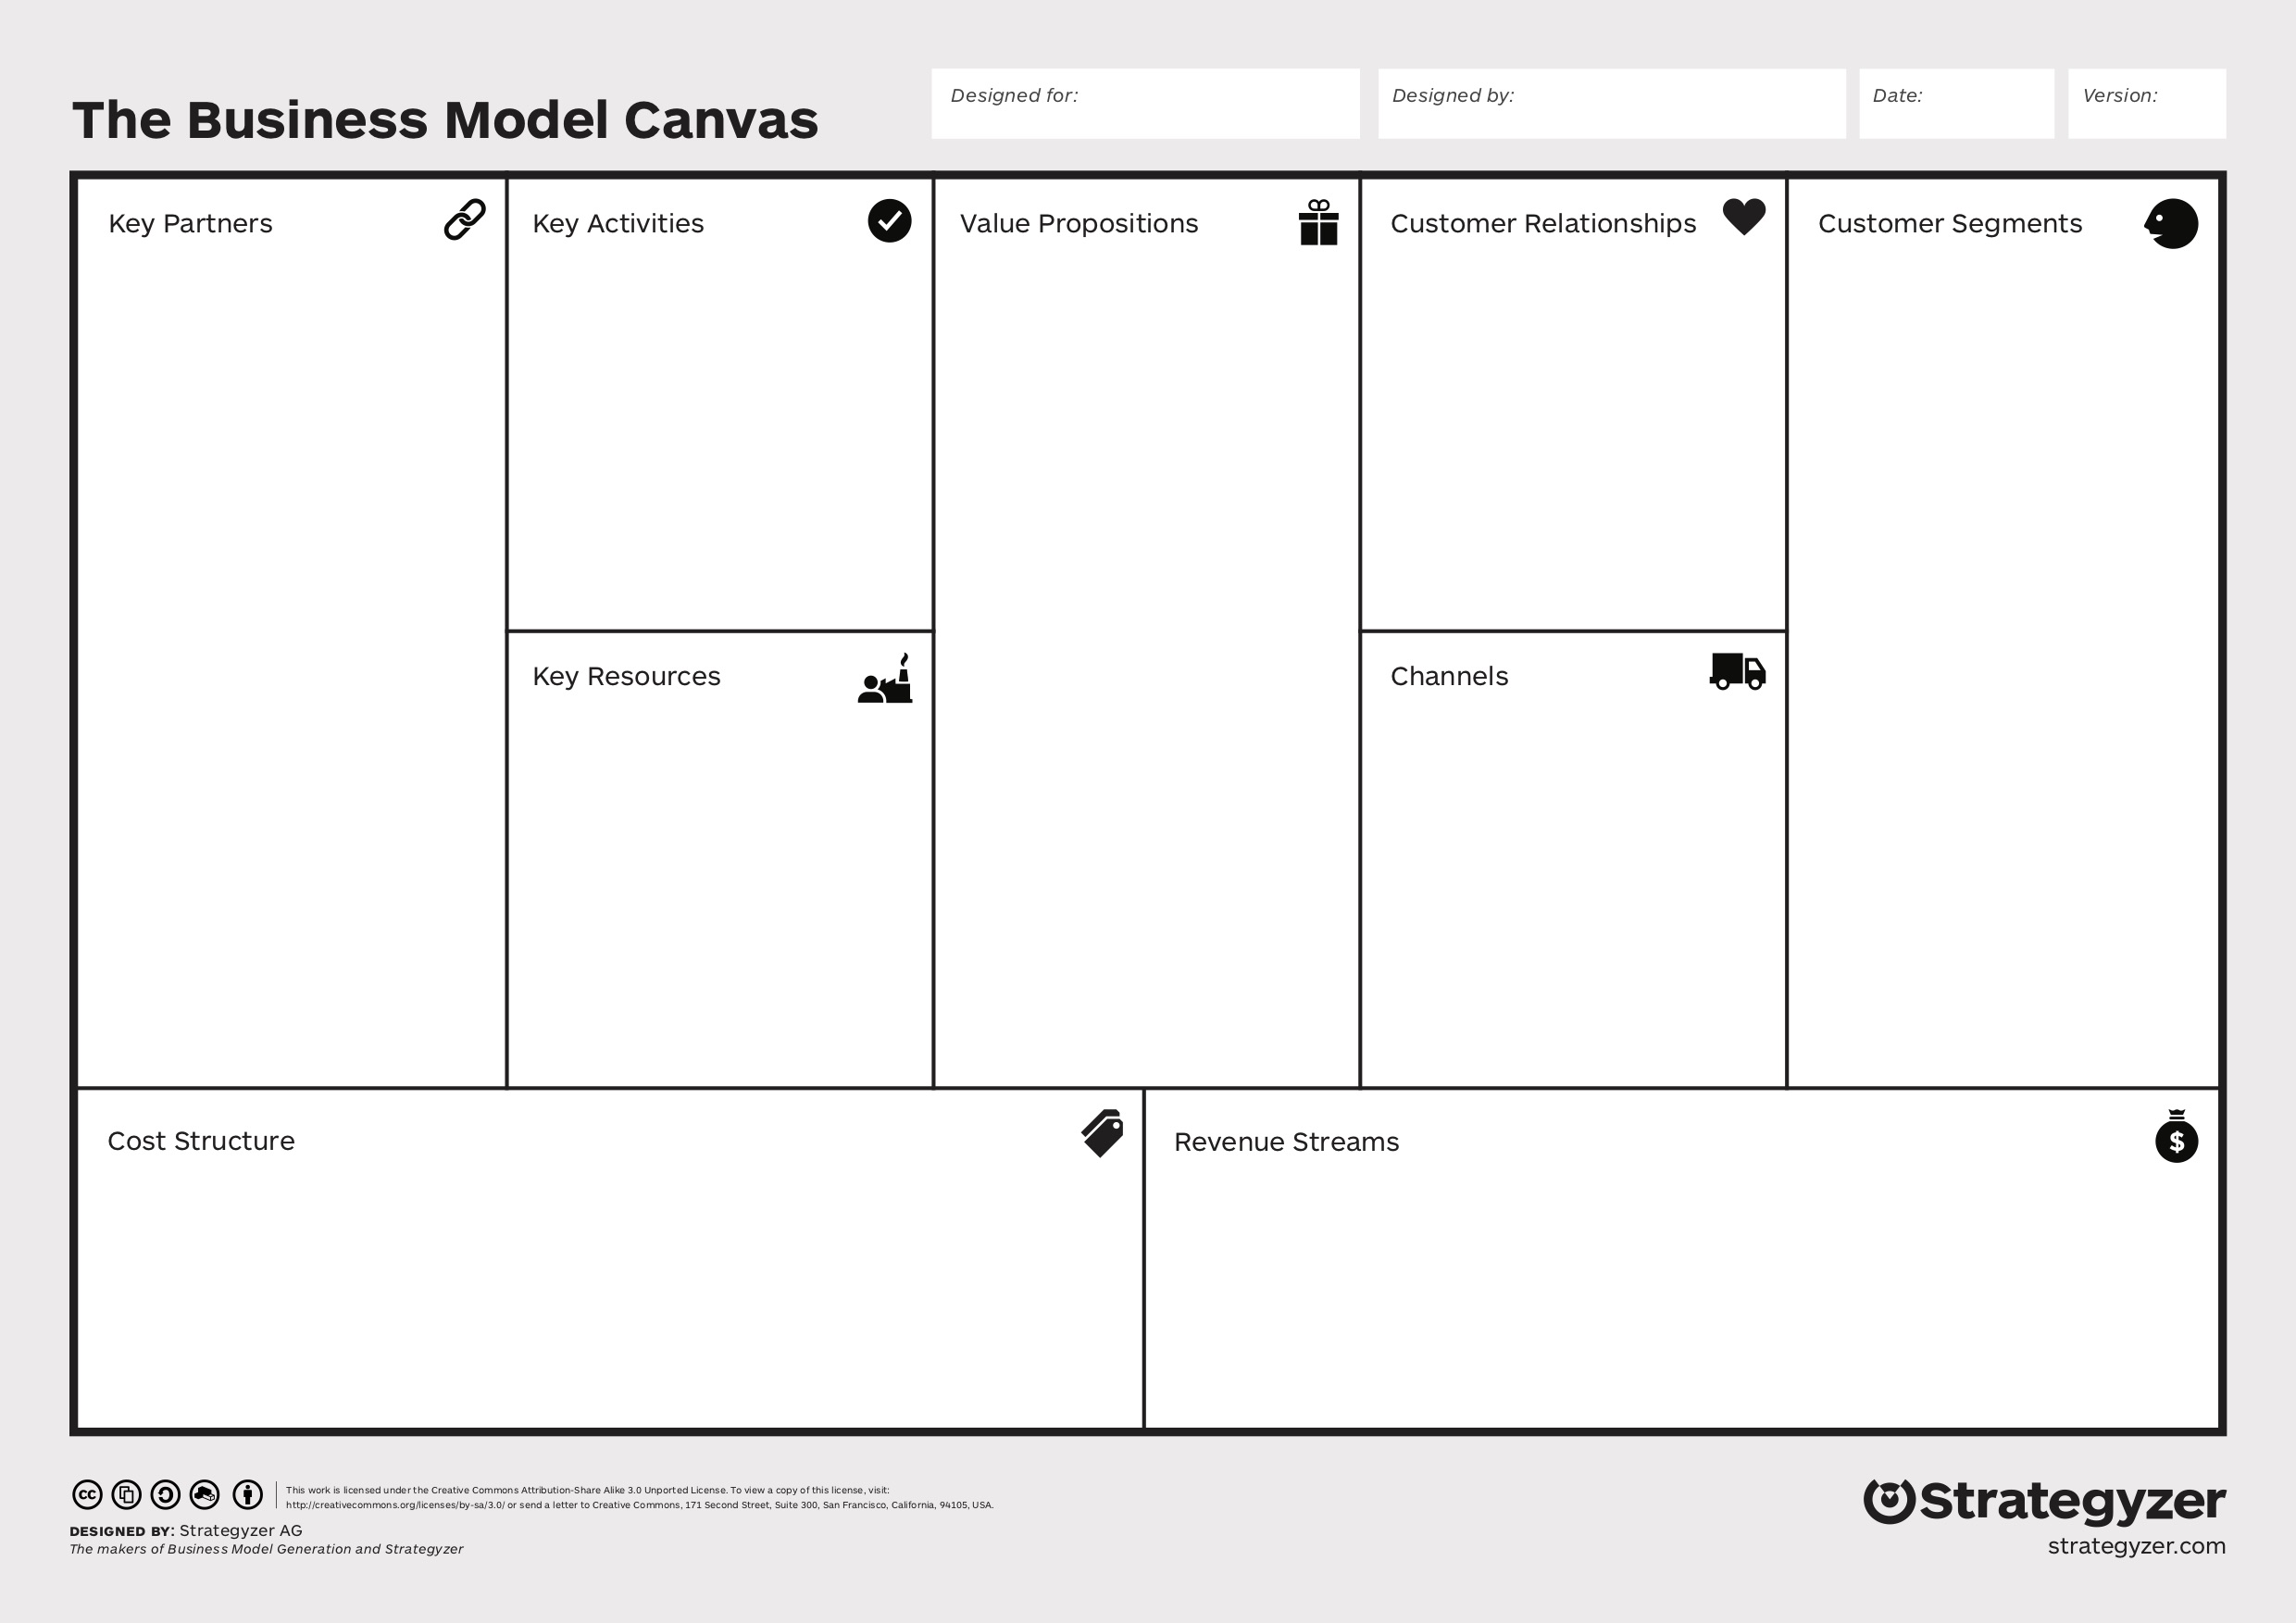 The Business Model Canvas
Designed for:
Designed by:
Date:
Version:
Key Partners
Key Activities
Value Propositions
Customer Relationships
Customer Segments
Key Resources
Channels
Cost Structure
Revenue Streams
$
cc
This work is licensed under the Creative Commons Attribution-Share Alike 3.0 Unported License. To view a copy of this license, visit:
http://creativecommons.org/licenses/by-sa/3.0/ or send a letter to Creative Commons, 171 Second Street, Suite 300, San Francisco, California, 94105, USA.
DESIGNED BY: Strategyzer AG
The makers of Business Model Generation and Strategyzer
Strategyzer
strategyzer.com